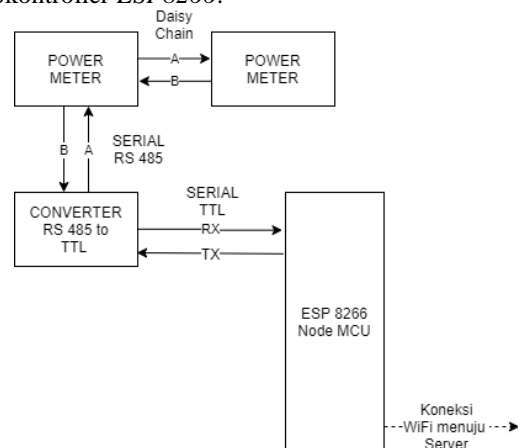 Daisy
Chain
POWER
METER
A
B
POWER
METER
B
A
SERIAL
RS 485
CONVERTER
RS 485 to
TTL
SERIAL
TTL
RX
TX
ESP 8266
Node MCU
Koneksi
WiFi menuju
Server